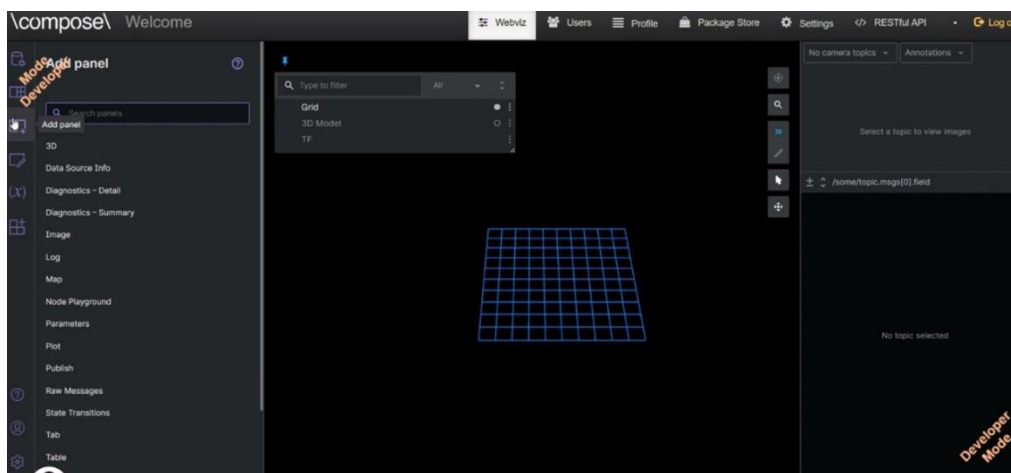 \compose\ Welcome
Webviz
Users
Profile
Package Store
Settings
</> RESTful API
Log o
Developer
Mode
Add panel
Search panels
Add panel
3D
Data Source Info
Diagnostics – Detail
Diagnostics – Summary
Image
Log
Map
Node Playground
Parameters
Plot
Publish
Raw Messages
State Transitions
Tab
Table
Type to filter
All
Grid
3D Model
TF
3D
No camera topics
Annotations
Select a topic to view images
/some/topic.msgs[0].field
No topic selected
Developer
Mode